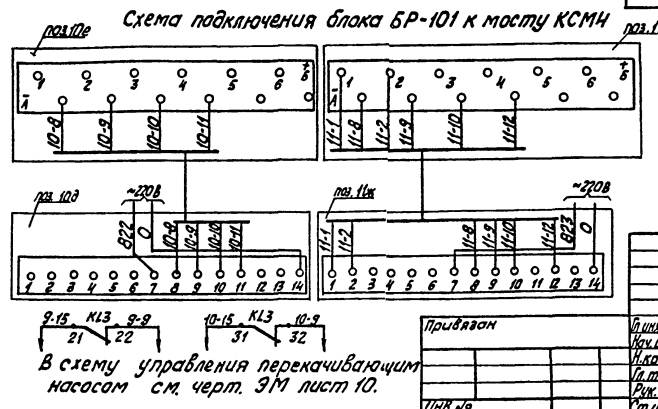 Схема подключения блока БР-101 к мосту КСМ4
поз.10е
поз.1
1 2 3 4 5 6 + Б
А
10-8 10-9 10-10 10-11
1 2 3 4 5 6 + Б
А
11-1 11-8 11-2 11-9 11-10 11-12
поз. 10д
~220В
822 0 10-8 10-9 10-10 10-11
1 2 3 4 5 6 7 8 9 10 11 12 13 14
поз. 11ж
~220В
11-1 11-2 11-8 11-9 11-10 11-12 823 0
1 2 3 4 5 6 7 8 9 10 11 12 13 14
9-15 KL3 9-9
21 22
10-15 KL3 10-9
31 32
В схему управления перекачивающим
насосом см. черт. ЭМ лист 10.
Привязан
Инв. №